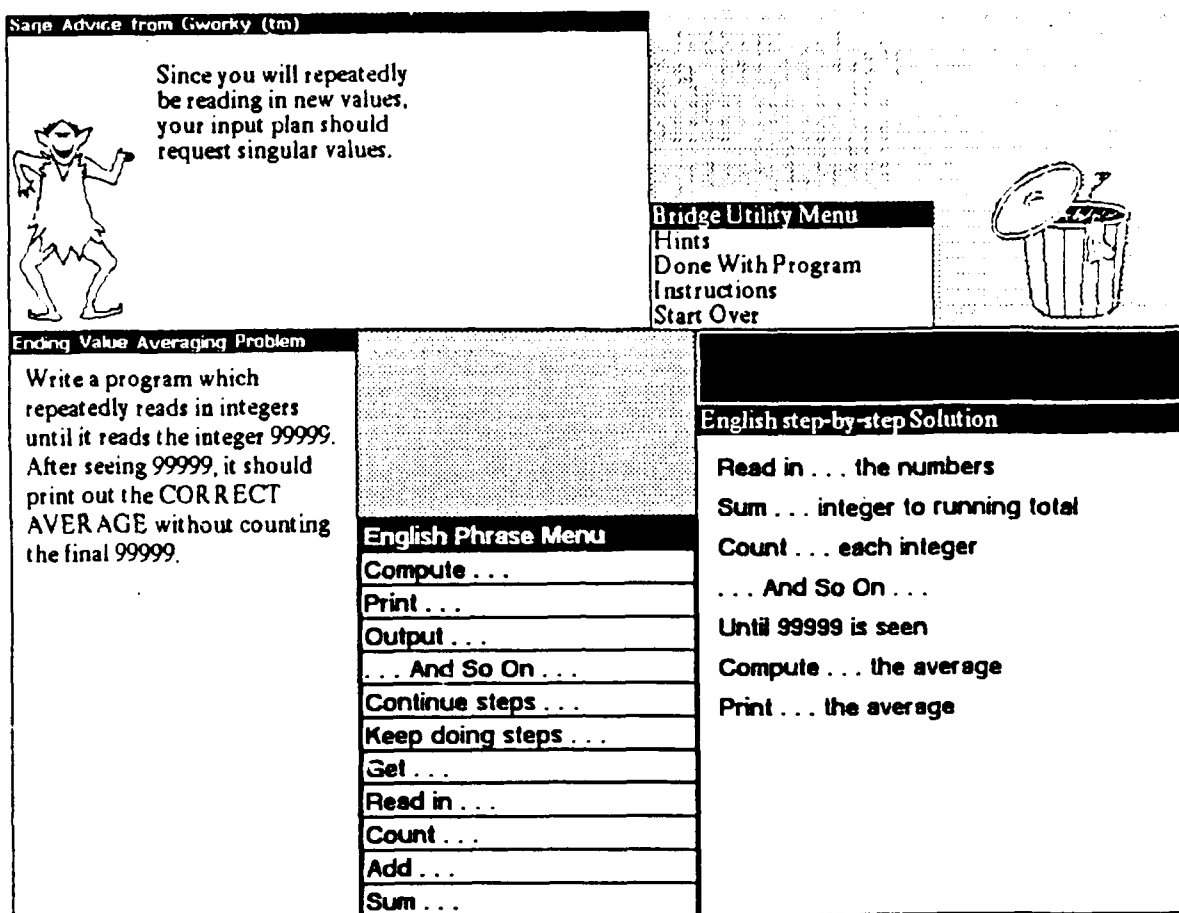 Sage Advice from Gworky (tm)
Since you will repeatedly
be reading in new values,
your input plan should
request singular values.
Bridge Utility Menu
Hints
Done With Program
Instructions
Start Over
Ending Value Averaging Problem
Write a program which
repeatedly reads in integers
until it reads the integer 99999.
After seeing 99999, it should
print out the CORRECT
AVERAGE without counting
the final 99999.
English Phrase Menu
Compute . . .
Print . . .
Output . . .
. . . And So On . . .
Continue steps . . .
Keep doing steps . . .
Get . . .
Read in . . .
Count . . .
Add . . .
Sum . . .
English step-by-step Solution
Read in . . . the numbers
Sum . . . integer to running total
Count . . . each integer
. . . And So On . . .
Until 99999 is seen
Compute . . . the average
Print . . . the average